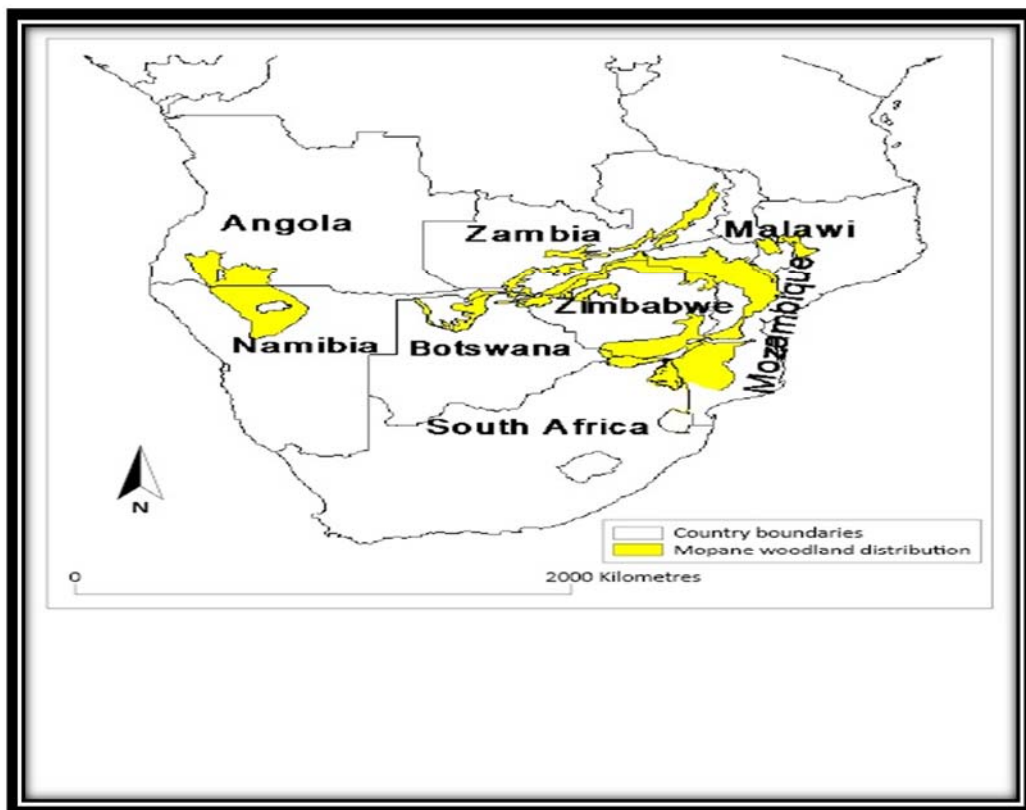 Angola
Zambia
Malawi
Zimbabwe
Mozambique
Namibia
Botswana
South Africa
N
Country boundaries
Mopane woodland distribution
0
2000 Kilometres